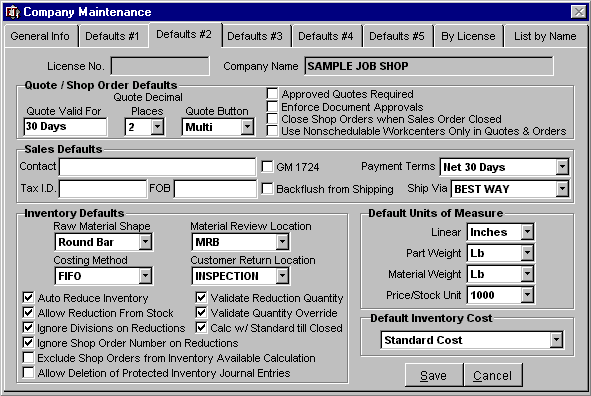 Company Maintenance
General Info Defaults #1 Defaults #2 Defaults #3 Defaults #4 Defaults #5 By License List by Name
License No. Company Name SAMPLE JOB SHOP
Quote / Shop Order Defaults
Quote Valid For Quote Decimal Places Quote Button
30 Days 2 Multi
Approved Quotes Required
Enforce Document Approvals
Close Shop Orders when Sales Order Closed
Use Nonschedulable Workcenters Only in Quotes & Orders
Sales Defaults
Contact GM 1724 Payment Terms Net 30 Days
Tax I.D. FOB Backflush from Shipping Ship Via BEST WAY
Inventory Defaults
Raw Material Shape Material Review Location
Round Bar MRB
Costing Method Customer Return Location
FIFO INSPECTION
Auto Reduce Inventory Validate Reduction Quantity
Allow Reduction From Stock Validate Quantity Override
Ignore Divisions on Reductions Calc w/ Standard till Closed
Ignore Shop Order Number on Reductions
Exclude Shop Orders from Inventory Available Calculation
Allow Deletion of Protected Inventory Journal Entries
Default Units of Measure
Linear Inches
Part Weight Lb
Material Weight Lb
Price/Stock Unit 1000
Default Inventory Cost
Standard Cost
Save Cancel